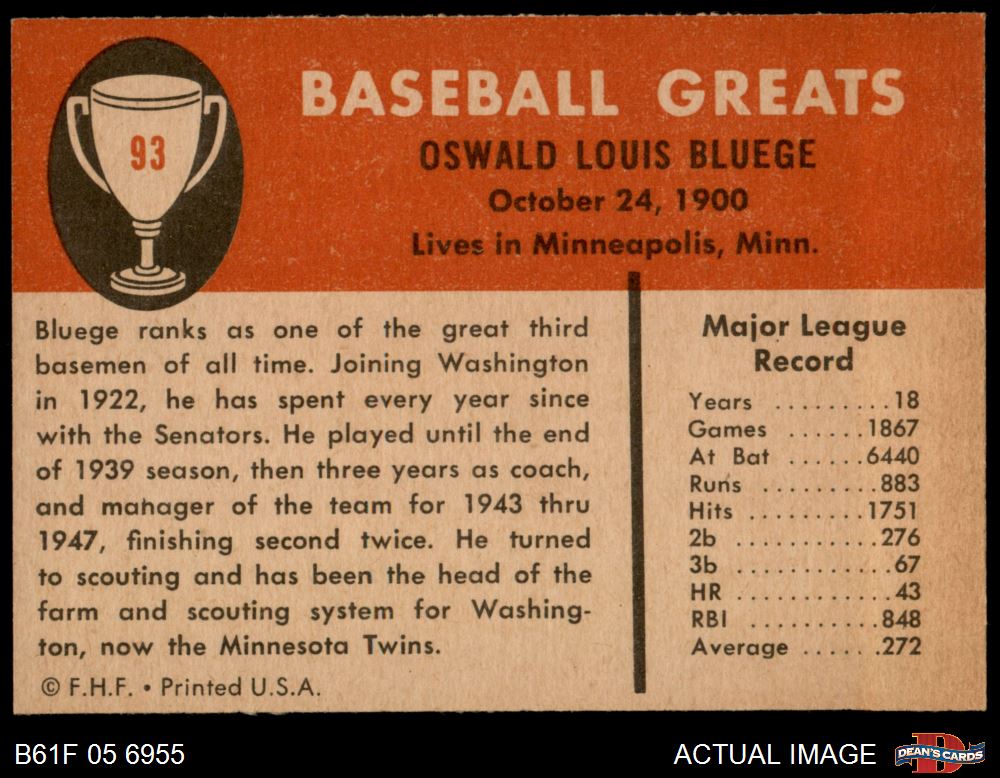 93
BASEBALL GREATS
OSWALD LOUIS BLUEGE
October 24, 1900
Lives in Minneapolis, Minn.
Bluege ranks as one of the great third
basemen of all time. Joining Washington
in 1922, he has spent every year since
with the Senators. He played until the end
of 1939 season, then three years as coach,
and manager of the team for 1943 thru
1947, finishing second twice. He turned
to scouting and has been the head of the
farm and scouting system for Washing-
ton, now the Minnesota Twins.
© F.H.F. • Printed U.S.A.
Major League
Record
Years .........18
Games ......1867
At Bat ......6440
Runs .........883
Hits .........1751
2b ...........276
3b ............67
HR ............43
RBI ..........848
Average ......272
B61F 05 6955
ACTUAL IMAGE
D
DEAN'S CARDS